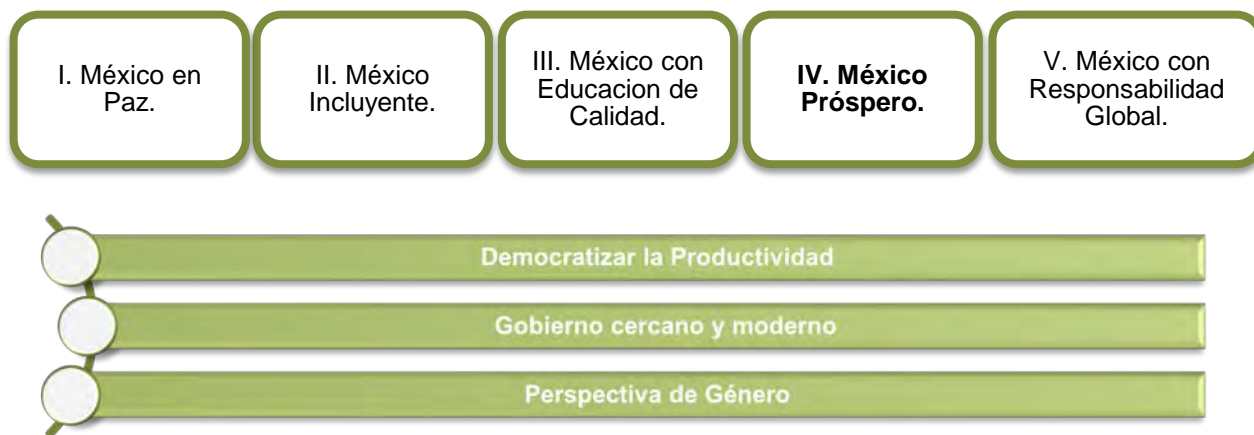 I. México en
Paz.
II. México
Incluyente.
III. México con
Educacion de
Calidad.
IV. México
Próspero.
V. México con
Responsabilidad
Global.
Democratizar la Productividad
Gobierno cercano y moderno
Perspectiva de Género